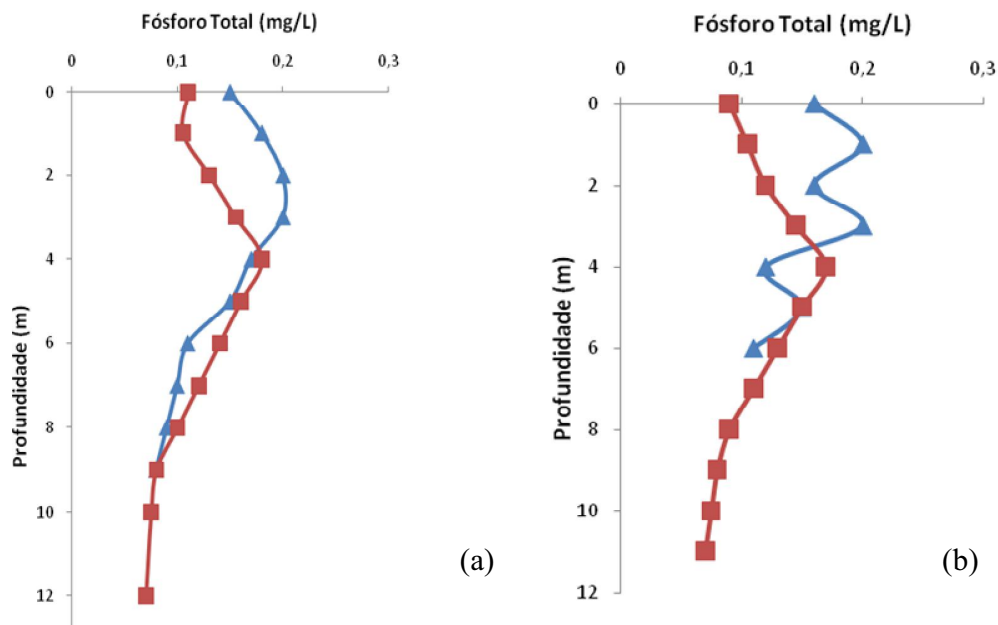 Fósforo Total (mg/L)
0 0,1 0,2 0,3
0
2
4
6
8
10
12
Profundidade (m)
(a)
Fósforo Total (mg/L)
0 0,1 0,2 0,3
0
2
4
6
8
10
12
Profundidade (m)
(b)